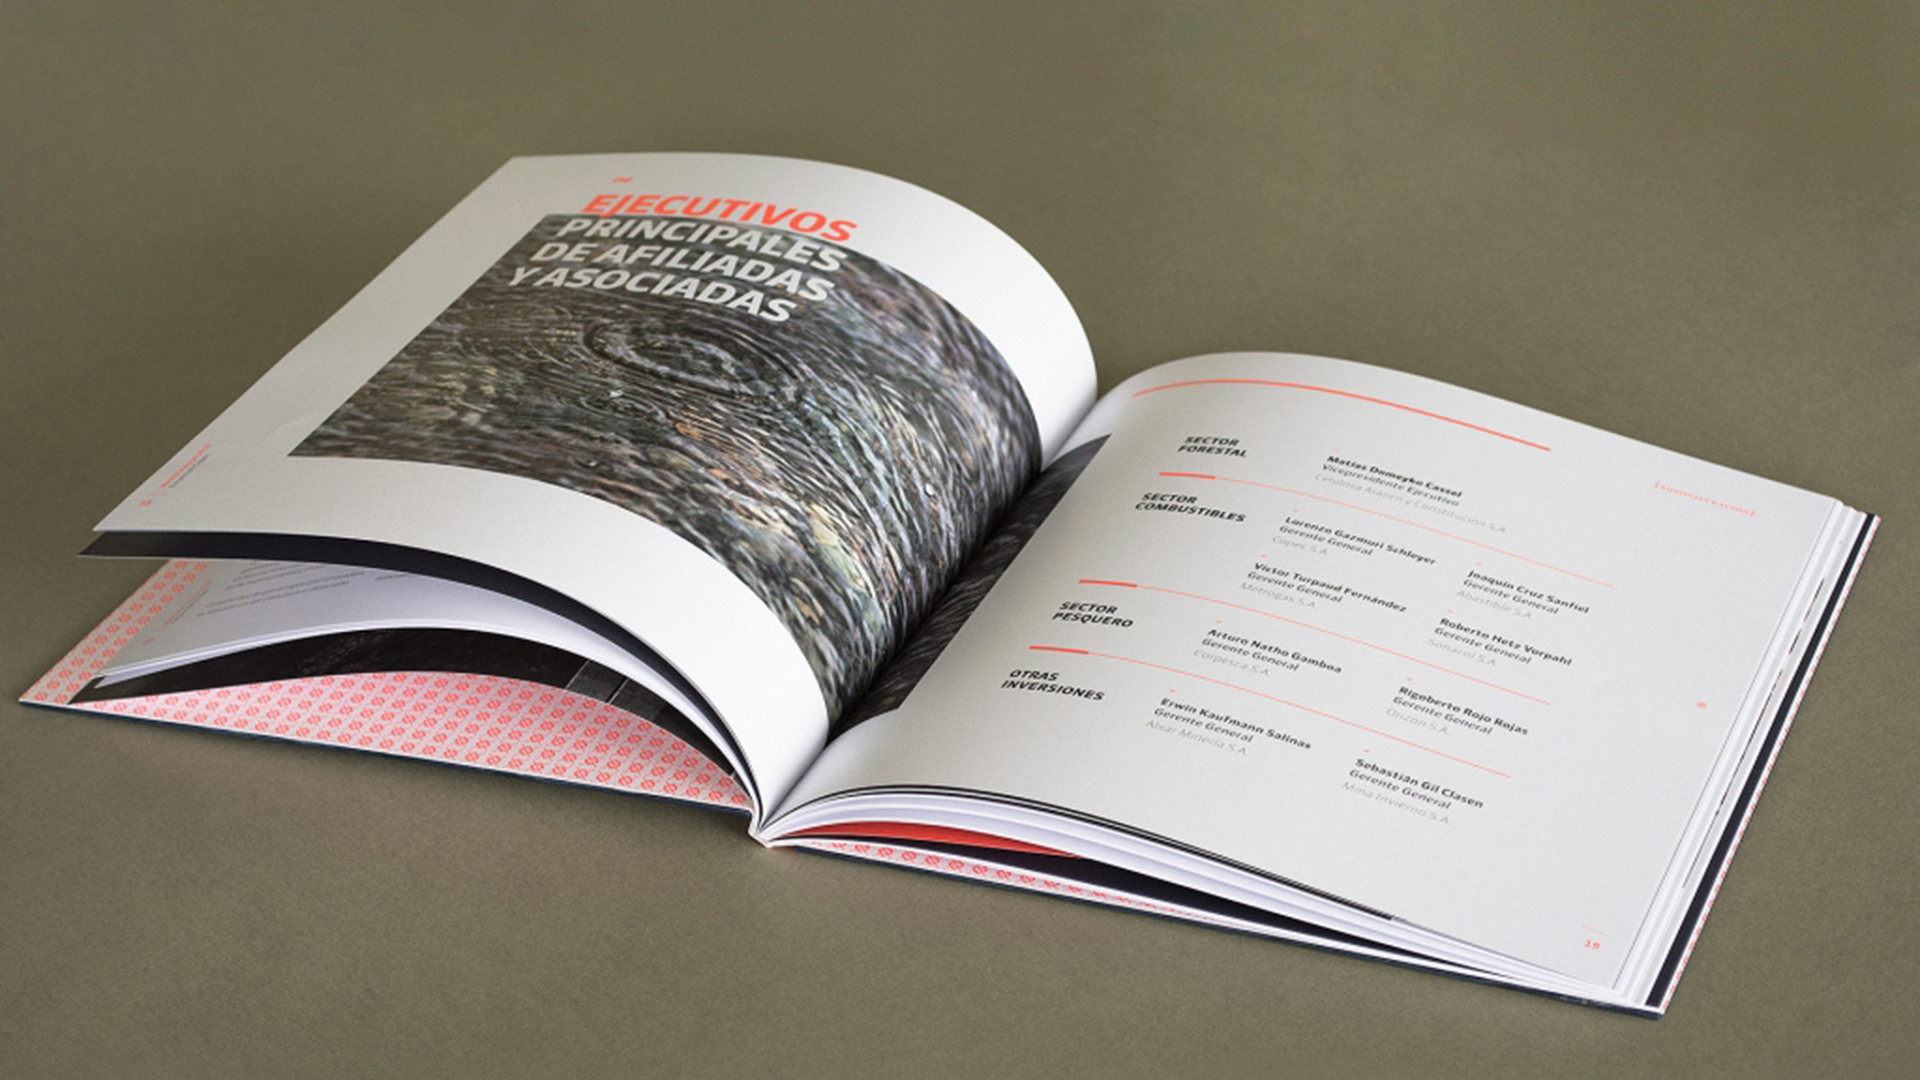 EJECUTIVOS
PRINCIPALES
DE AFILIADAS
Y ASOCIADAS
[ADMINISTRACIÓN]
SECTOR
FORESTAL
Matías Domeyko Cassel
Vicepresidente Ejecutivo
Celulosa Arauco y Constitución S.A.
SECTOR
COMBUSTIBLES
Lorenzo Gazmuri Schleyer
Gerente General
Copec S.A.
Joaquín Cruz Sanfiel
Gerente General
Abastible S.A.
Víctor Turpaud Fernández
Gerente General
Metrogas S.A.
Roberto Hetz Vorpahl
Gerente General
Sonacol S.A.
SECTOR
PESQUERO
Arturo Natho Gamboa
Gerente General
Corpesca S.A.
Rigoberto Rojo Rojas
Gerente General
Orizon S.A.
OTRAS
INVERSIONES
Erwin Kaufmann Salinas
Gerente General
Alxar Minería S.A.
Sebastián Gil Clasen
Gerente General
Mina Invierno S.A.
19